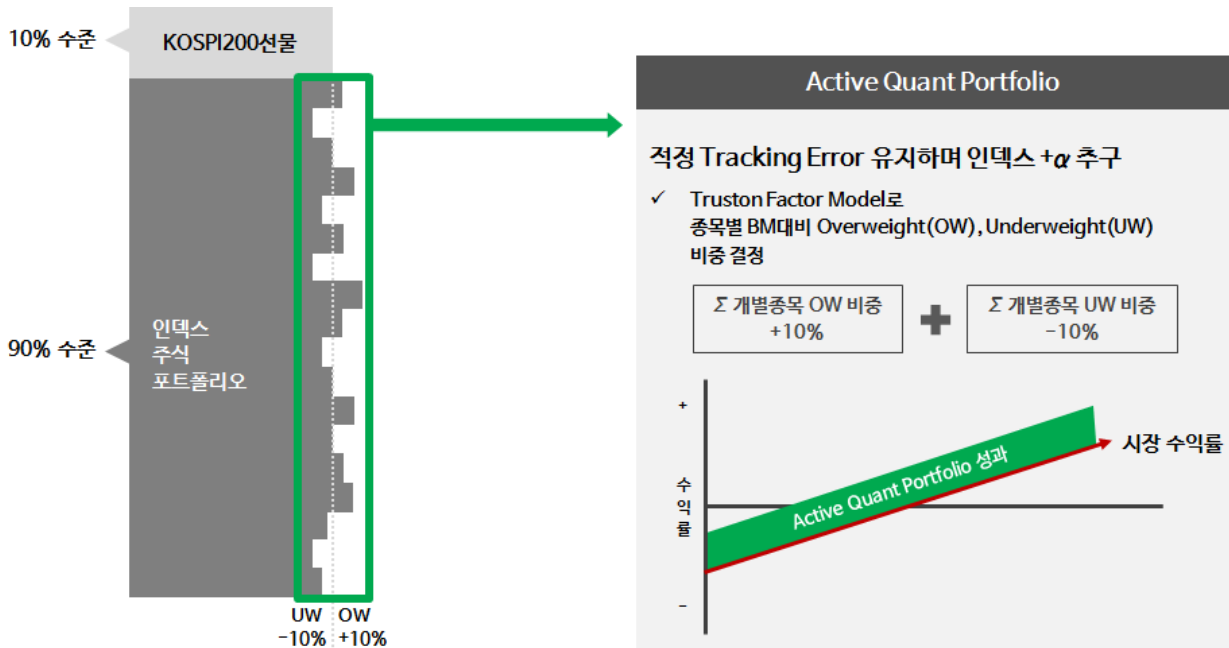 10% 수준
KOSPI200선물
90% 수준
인덱스
주식
포트폴리오
UW
-10%
OW
+10%
Active Quant Portfolio
적정 Tracking Error 유지하며 인덱스 +α 추구
✓ Truston Factor Model로
종목별 BM대비 Overweight(OW), Underweight(UW)
비중 결정
Σ 개별종목 OW 비중
+10%
Σ 개별종목 UW 비중
-10%
+
수
익
률
-
Active Quant Portfolio 성과
시장 수익률